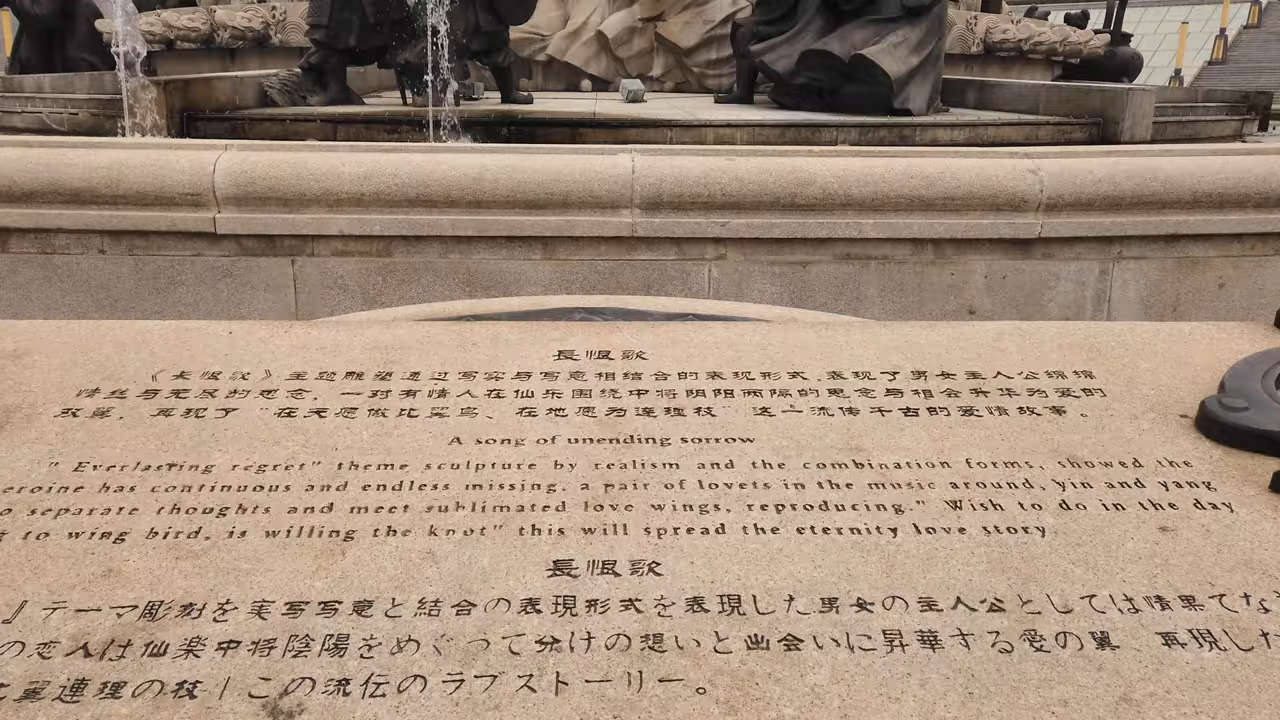 長恨歌
《长恨歌》主题雕塑通过写实与写意相结合的表现形式,表现了男女主人公绵绵
情丝与无尽的思念,一对有情人在仙乐围绕中将阴阳两隔的思念与相会升华为爱的
双翼,再现了"在天愿做比翼鸟、在地愿为连理枝"这一流传千古的爱情故事。
A song of unending sorrow
" Everlasting regret" theme sculpture by realism and the combination forms, showed the
eroine has continuous and endless missing, a pair of lovets in the music around, yin and yang
o separate thoughts and meet sublimated love wings, reproducing." Wish to do in the day
to wing bird, is willing the knot" this will spread the eternity love story
長恨歌
』テーマ彫刻を実写写意と結合の表現形式を表現した男女の主人公としては情果てな
の恋人は仙楽中将陰陽をめぐって分けの想いと出会いに昇華する愛の翼 再現した
比翼連理の枝｜この流伝のラブストーリー。